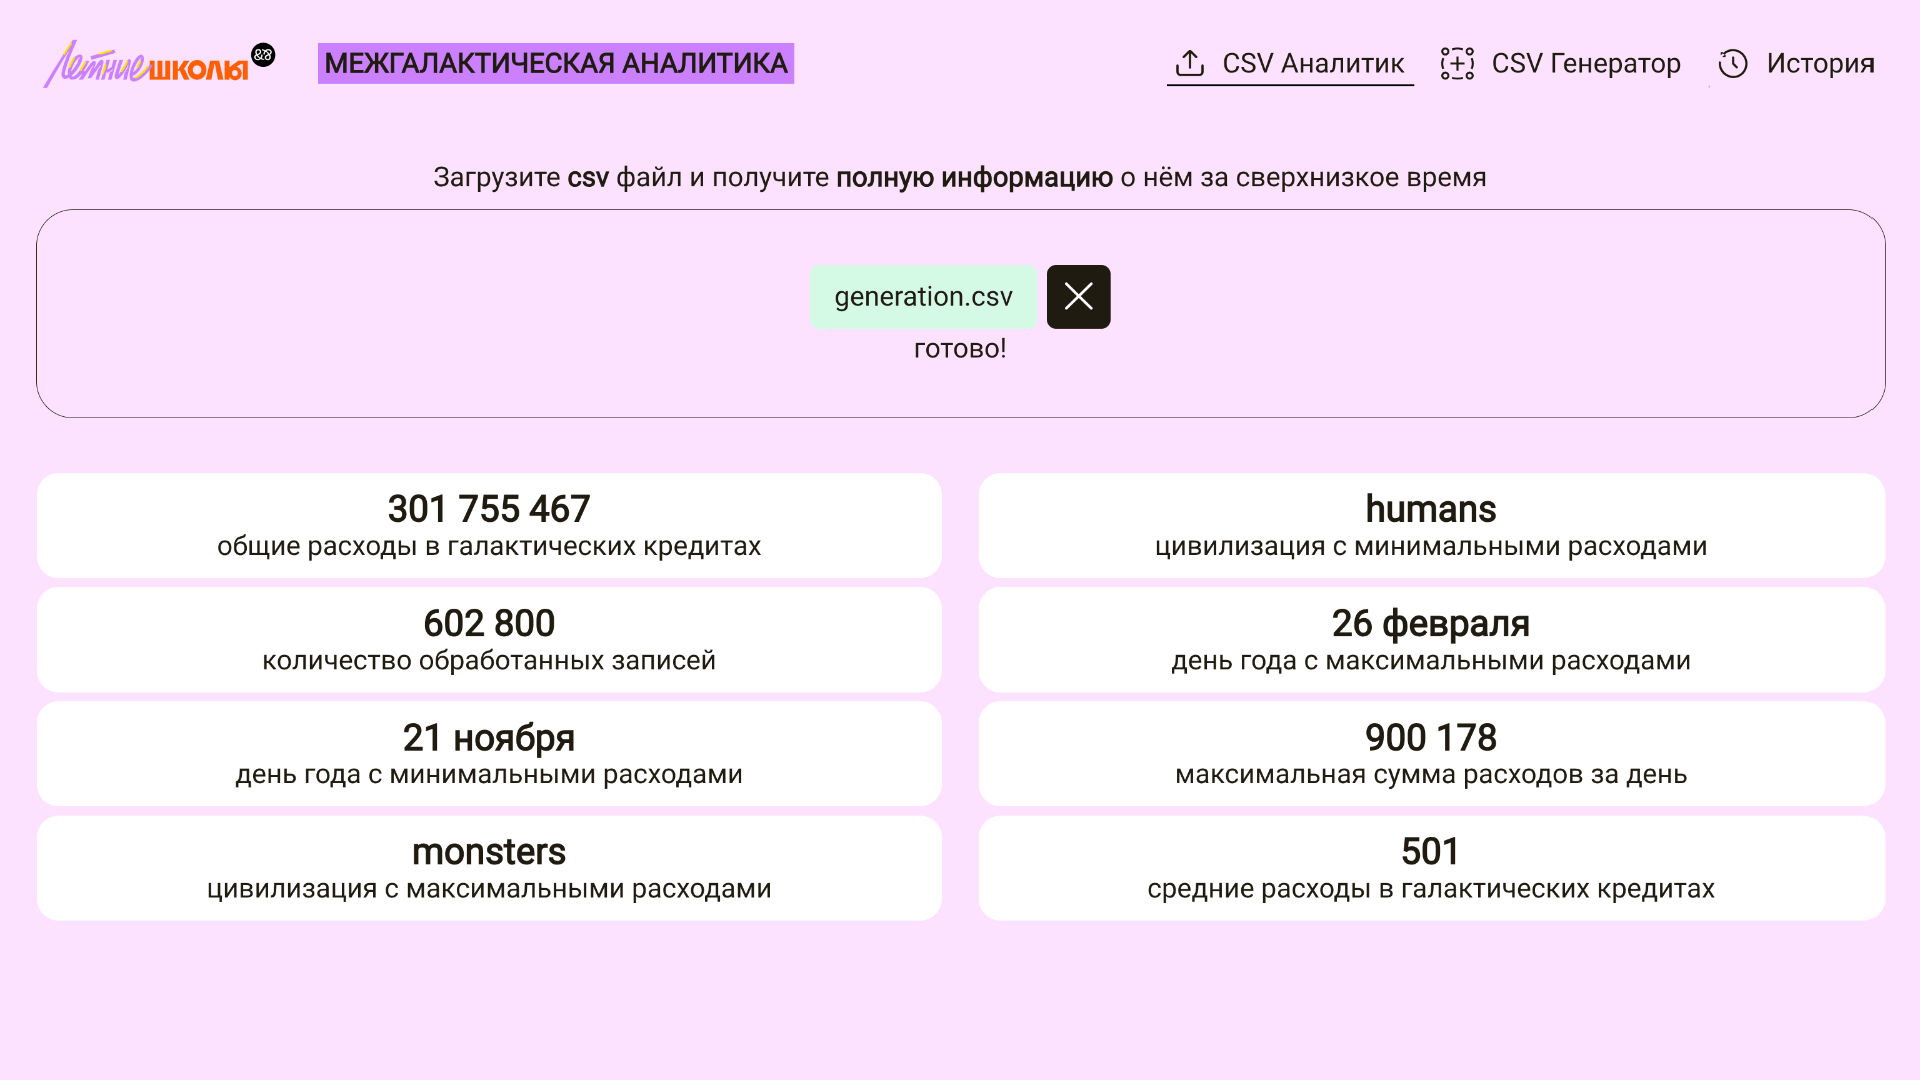 Летние школы
МЕЖГАЛАКТИЧЕСКАЯ АНАЛИТИКА
CSV Аналитик
CSV Генератор
История
Загрузите csv файл и получите полную информацию о нём за сверхнизкое время
generation.csv
готово!
301 755 467
общие расходы в галактических кредитах
humans
цивилизация с минимальными расходами
602 800
количество обработанных записей
26 февраля
день года с максимальными расходами
21 ноября
день года с минимальными расходами
900 178
максимальная сумма расходов за день
monsters
цивилизация с максимальными расходами
501
средние расходы в галактических кредитах